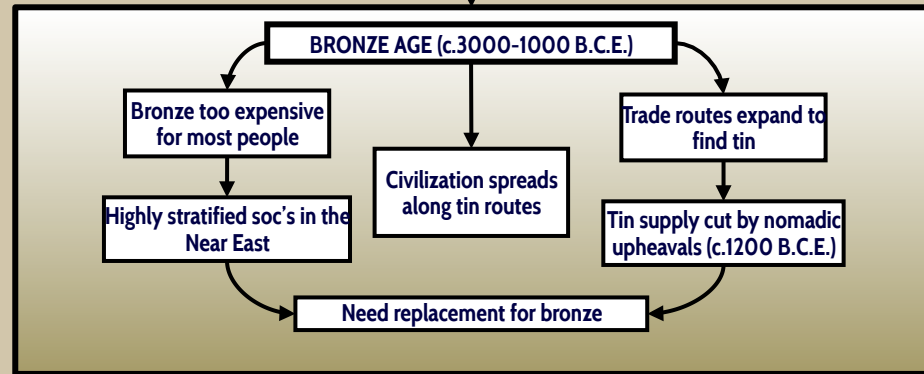 BRONZE AGE (c.3000-1000 B.C.E.)
Bronze too expensive
for most people
Trade routes expand to
find tin
Civilization spreads
along tin routes
Highly stratified soc's in the
Near East
Tin supply cut by nomadic
upheavals (c.1200 B.C.E.)
Need replacement for bronze